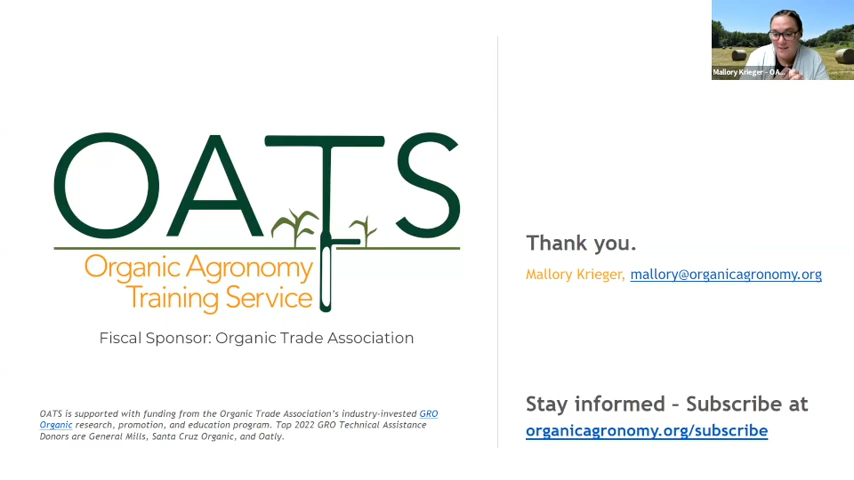 Mallory Krieger - OA...
OATS
Organic Agronomy
Training Service
Fiscal Sponsor: Organic Trade Association
OATS is supported with funding from the Organic Trade Association's industry-invested GRO
Organic research, promotion, and education program. Top 2022 GRO Technical Assistance
Donors are General Mills, Santa Cruz Organic, and Oatly.
Thank you.
Mallory Krieger, mallory@organicagronomy.org
Stay informed – Subscribe at
organicagronomy.org/subscribe